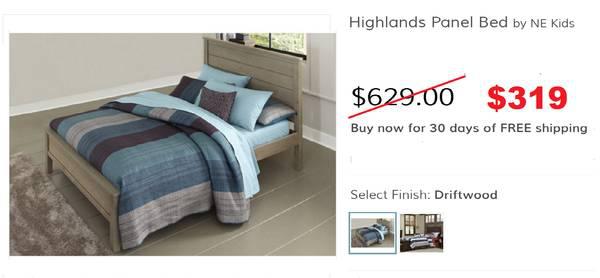 Highlands Panel Bed by NE Kids
$629.00 $319
Buy now for 30 days of FREE shipping
Select Finish: Driftwood